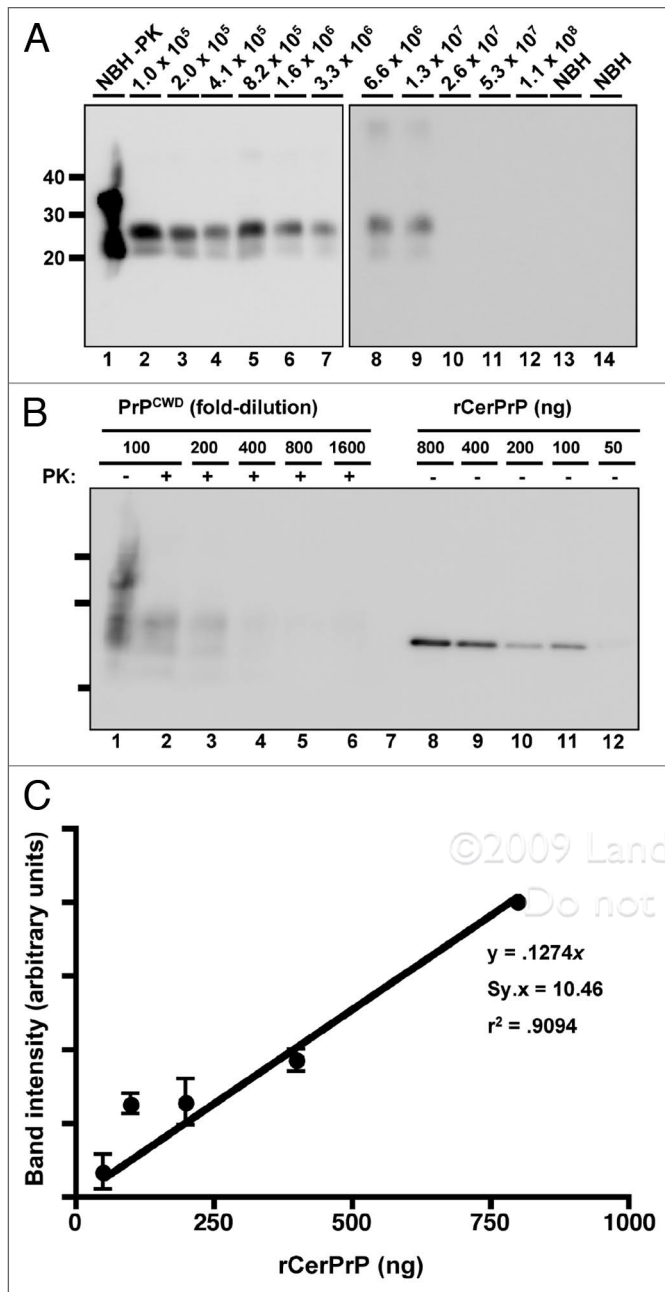 A
NBH -PK 1.0 x 10⁵ 2.0 x 10⁵ 4.1 x 10⁵ 8.2 x 10⁵ 1.6 x 10⁶ 3.3 x 10⁶ 6.6 x 10⁶ 1.3 x 10⁷ 2.6 x 10⁷ 5.3 x 10⁷ 1.1 x 10⁸ NBH NBH
40
30
20
1 2 3 4 5 6 7 8 9 10 11 12 13 14
B
PrPᶜᵂᴰ (fold-dilution) rCerPrP (ng)
100 200 400 800 1600 800 400 200 100 50
PK: - + + + + + - - - - -
1 2 3 4 5 6 7 8 9 10 11 12
C
©2009 Land
Do not
y = .1274x
Sy.x = 10.46
r² = .9094
Band intensity (arbitrary units)
0 250 500 750 1000
rCerPrP (ng)